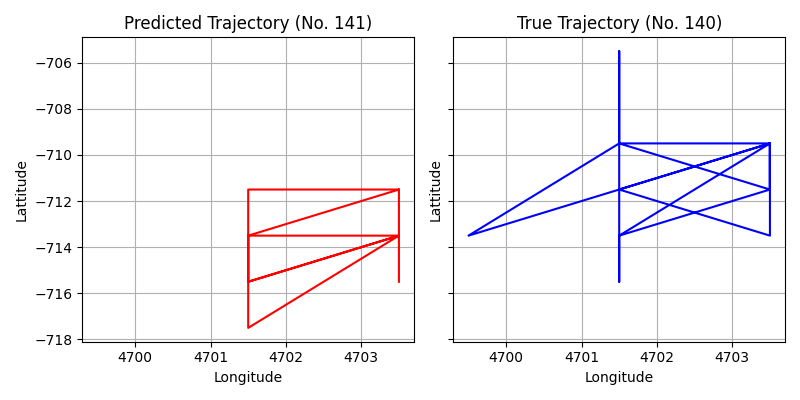 Predicted Trajectory (No. 141)
True Trajectory (No. 140)
Lattitude
−706
−708
−710
−712
−714
−716
−718
4700
4701
4702
4703
Longitude
Lattitude
4700
4701
4702
4703
Longitude